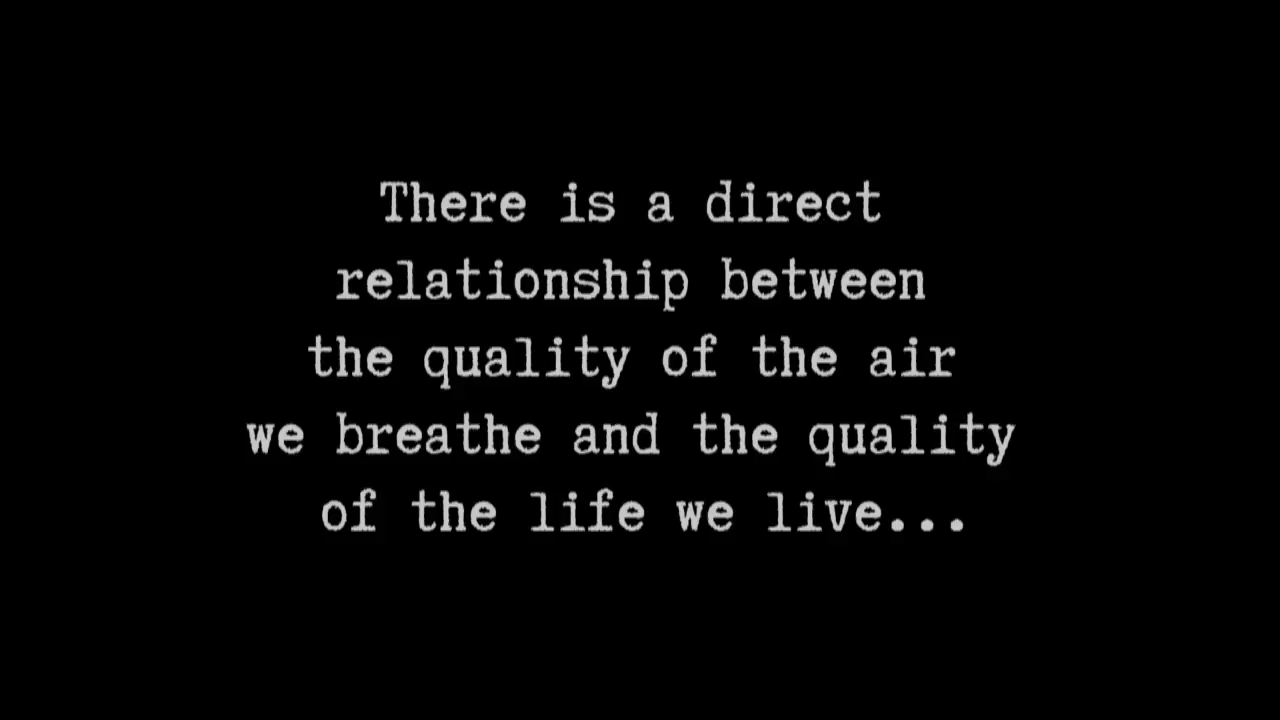 There is a direct
relationship between
the quality of the air
we breathe and the quality
of the life we live...